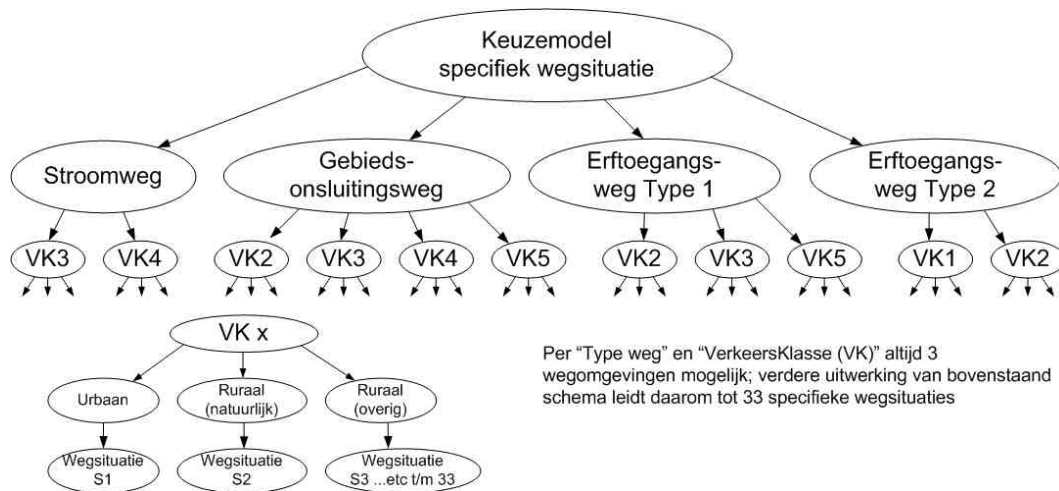 Keuzemodel
specifiek wegsituatie
Stroomweg
Gebieds-
onsluitingsweg
Erftoegangs-
weg Type 1
Erftoegangs-
weg Type 2
VK3
VK4
VK2
VK3
VK4
VK5
VK2
VK3
VK5
VK1
VK2
VK x
Urbaan
Ruraal
(natuurlijk)
Ruraal
(overig)
Wegsituatie
S1
Wegsituatie
S2
Wegsituatie
S3 ...etc t/m 33
Per “Type weg” en “VerkeersKlasse (VK)” altijd 3
wegomgevingen mogelijk; verdere uitwerking van bovenstaand
schema leidt daarom tot 33 specifieke wegsituaties